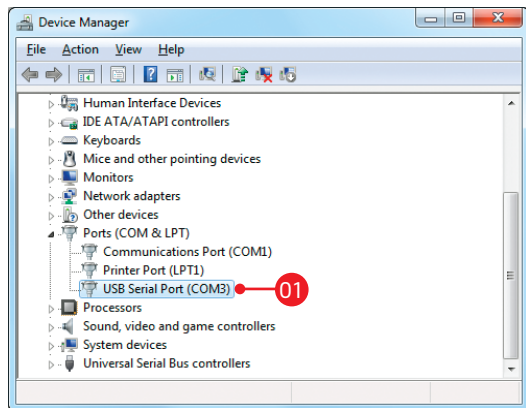 Device Manager
File Action View Help
Human Interface Devices
IDE ATA/ATAPI controllers
Keyboards
Mice and other pointing devices
Monitors
Network adapters
Other devices
Ports (COM & LPT)
Communications Port (COM1)
Printer Port (LPT1)
USB Serial Port (COM3) 01
Processors
Sound, video and game controllers
System devices
Universal Serial Bus controllers